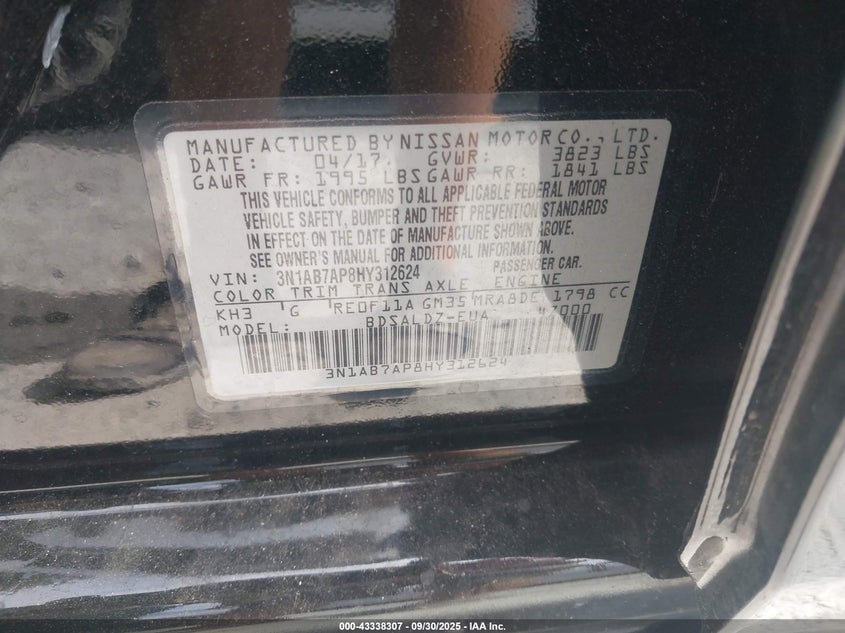 MANUFACTURED BY NISSAN MOTOR CO., LTD.
DATE: 04/17 GVWR: 3823 LBS
GAWR FR: 1995 LBS GAWR RR: 1841 LBS
THIS VEHICLE CONFORMS TO ALL APPLICABLE FEDERAL MOTOR
VEHICLE SAFETY, BUMPER AND THEFT PREVENTION STANDARDS
IN EFFECT ON THE DATE OF MANUFACTURE SHOWN ABOVE.
SEE OWNER'S MANUAL FOR ADDITIONAL INFORMATION.
VIN: 3N1AB7AP8HY312624 PASSENGER CAR.
COLOR TRIM TRANS AXLE ENGINE
KH3 G RE0F11A GM35 MRA8DE 1798 CC
MODEL: BDSALDZ-EUA 47000
3N1AB7AP8HY312624
000-43338307 - 09/30/2025 - IAA Inc.